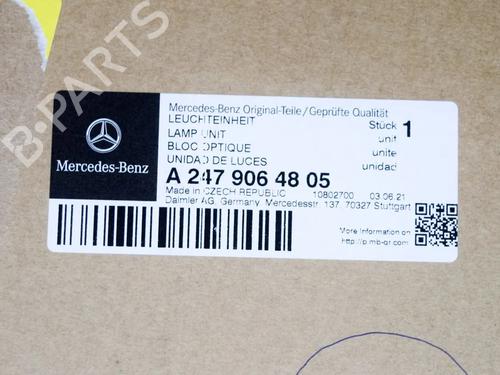 B-PARTS
Mercedes-Benz Original-Teile/Geprüfte Qualität
LEUCHTEINHEIT
Stück 1
LAMP UNIT
unit
BLOC OPTIQUE
unite
UNIDAD DE LUCES
unidad
A 247 906 48 05
Made in CZECH REPUBLIC 10802700 03.06.21
Daimler AG, Germany, Mercedesstr. 137, 70327 Stuttgart
Mercedes-Benz
More Information on
http://p.mb-qr.com